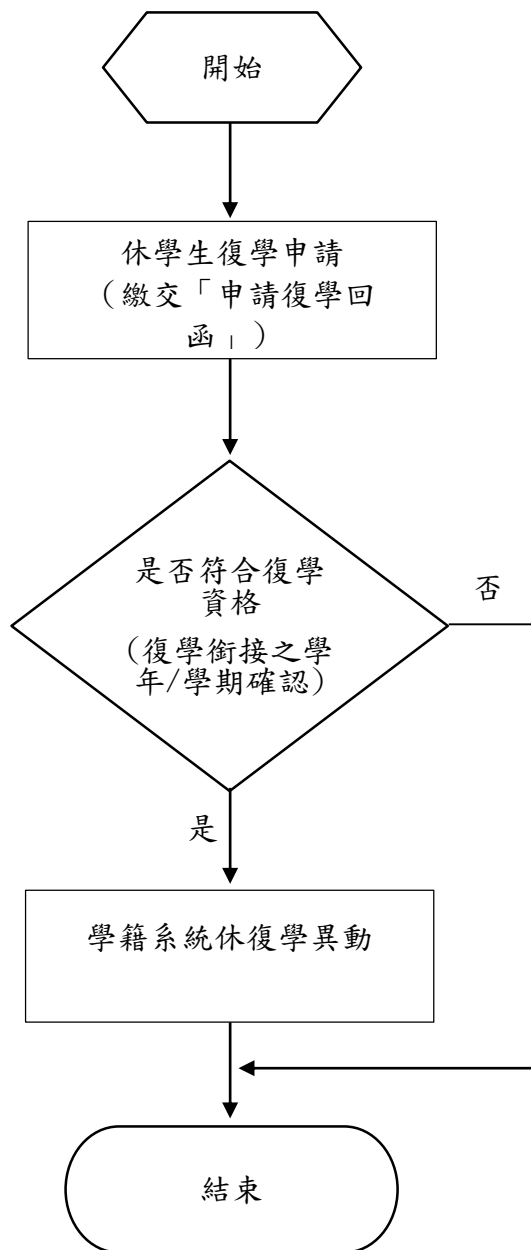 開始
休學生復學申請
（繳交「申請復學回
函」）
是否符合復學
資格
（復學銜接之學
年/學期確認）
否
是
學籍系統休復學異動
結束